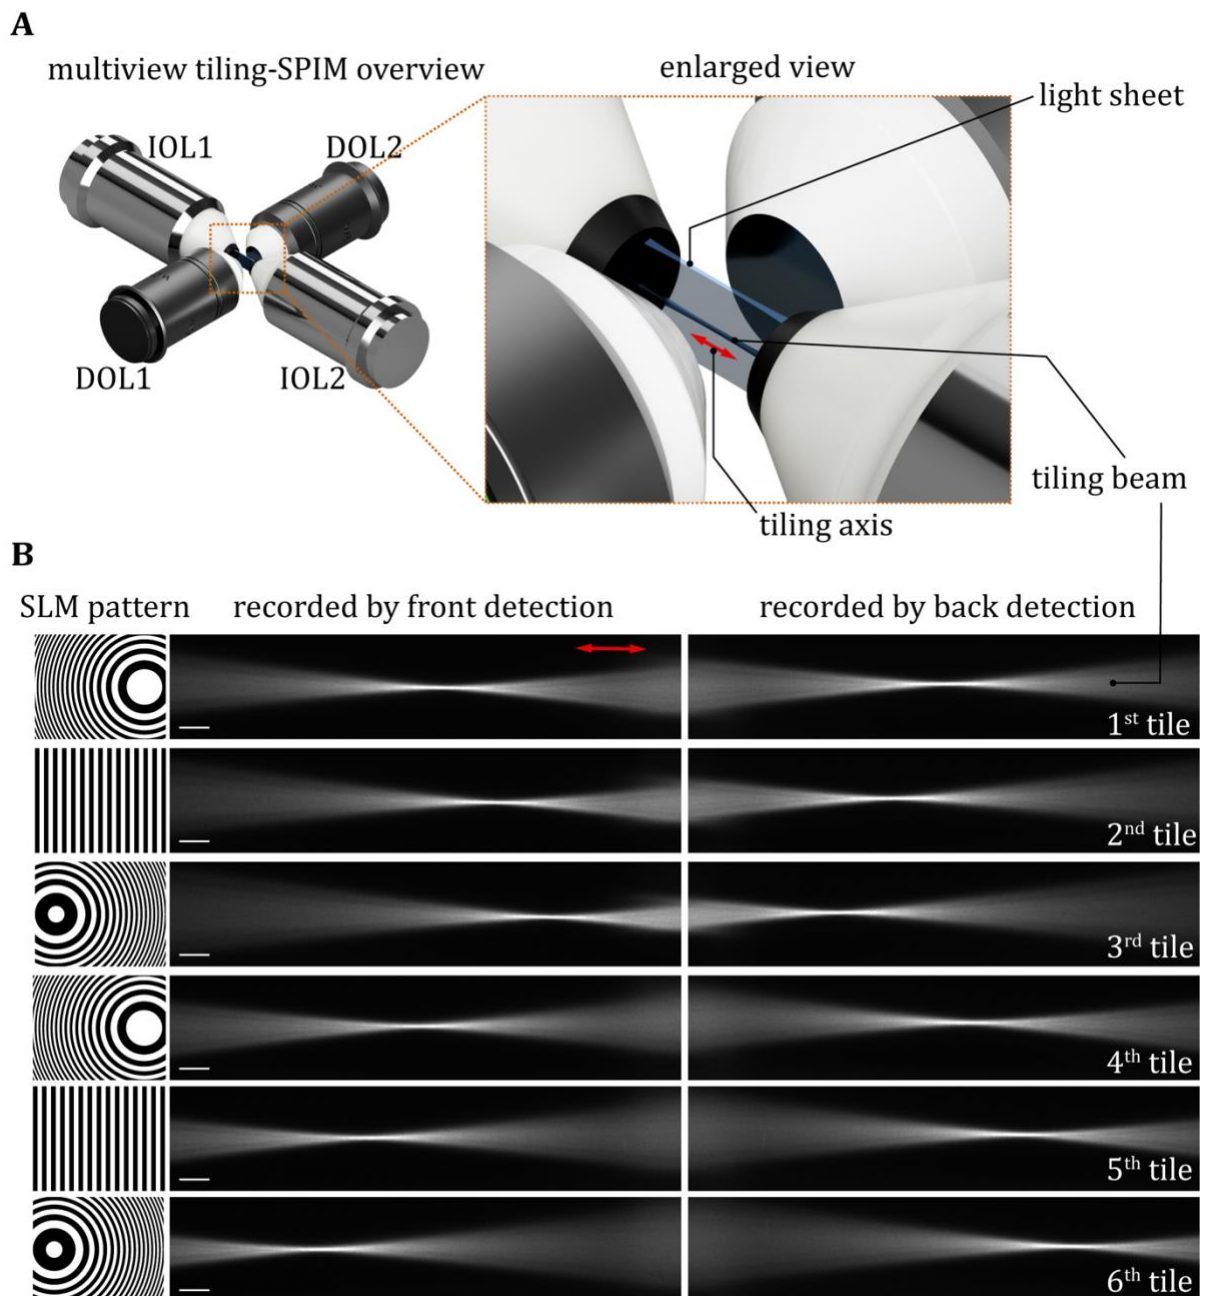 A
multiview tiling-SPIM overview
enlarged view
light sheet
IOL1
DOL2
DOL1
IOL2
tiling beam
tiling axis
B
SLM pattern
recorded by front detection
recorded by back detection
1st tile
2nd tile
3rd tile
4th tile
5th tile
6th tile